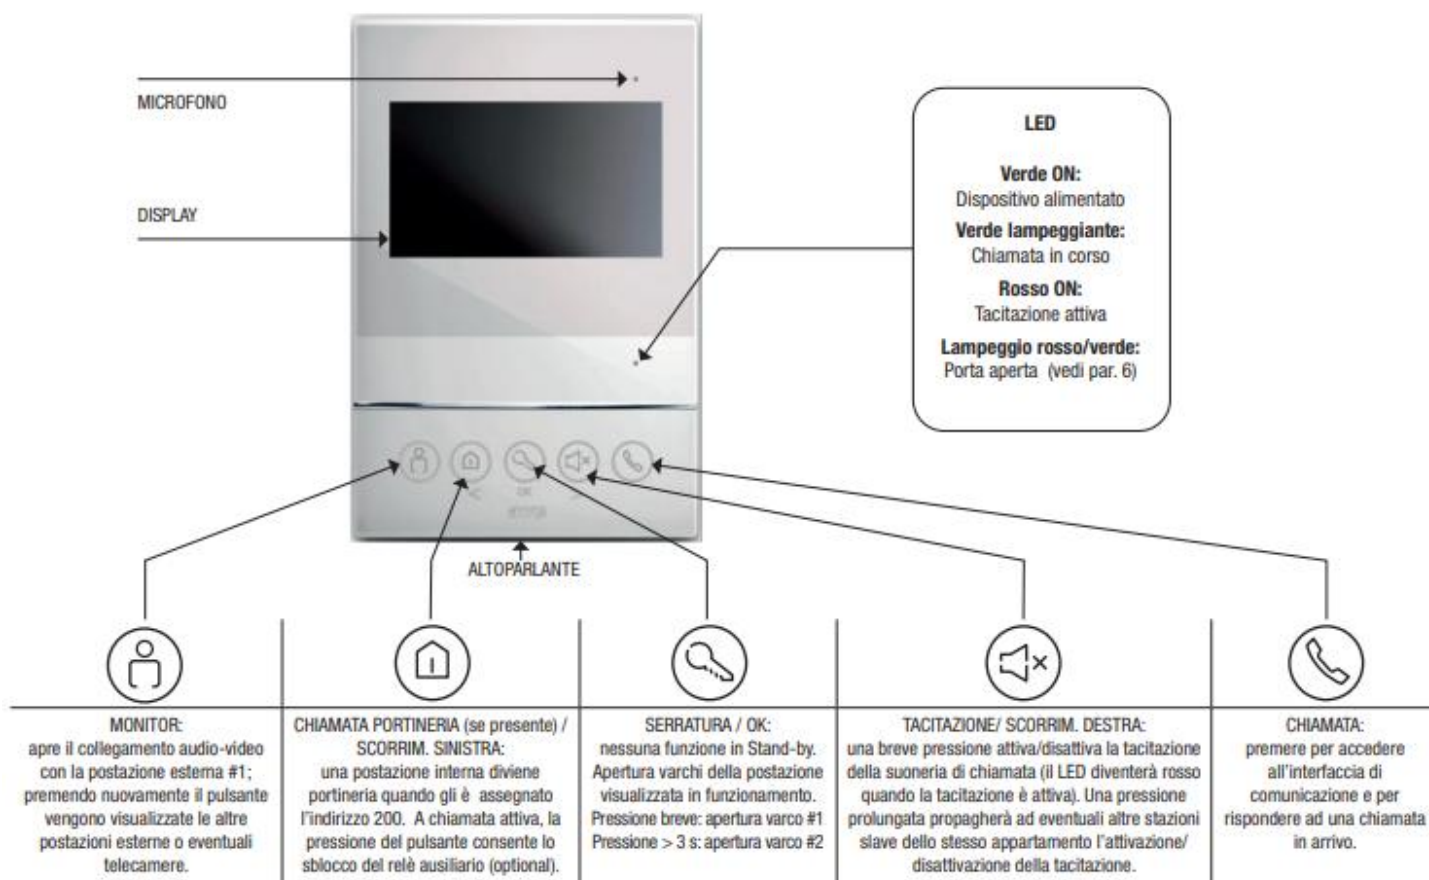 MICROFONO
DISPLAY
LED
Verde ON:
Dispositivo alimentato
Verde lampeggiante:
Chiamata in corso
Rosso ON:
Tacitazione attiva
Lampeggio rosso/verde:
Porta aperta (vedi par. 6)
OK
ALTOPARLANTE
MONITOR:
apre il collegamento audio-video
con la postazione esterna #1;
premendo nuovamente il pulsante
vengono visualizzate le altre
postazioni esterne o eventuali
telecamere.
CHIAMATA PORTINERIA (se presente) /
SCORRIM. SINISTRA:
una postazione interna diviene
portineria quando gli è assegnato
l'indirizzo 200. A chiamata attiva, la
pressione del pulsante consente lo
sblocco del relè ausiliario (optional).
SERRATURA / OK:
nessuna funzione in Stand-by.
Apertura varchi della postazione
visualizzata in funzionamento.
Pressione breve: apertura varco #1
Pressione > 3 s: apertura varco #2
TACITAZIONE/ SCORRIM. DESTRA:
una breve pressione attiva/disattiva la tacitazione
della suoneria di chiamata (il LED diventerà rosso
quando la tacitazione è attiva). Una pressione
prolungata propagherà ad eventuali altre stazioni
slave dello stesso appartamento l'attivazione/
disattivazione della tacitazione.
CHIAMATA:
premere per accedere
all'interfaccia di
comunicazione e per
rispondere ad una chiamata
in arrivo.